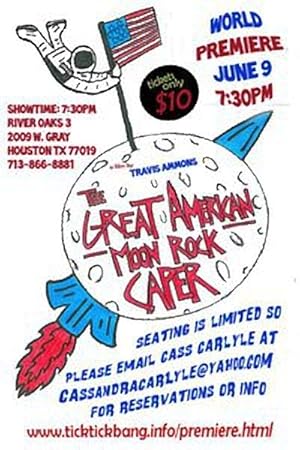 WORLD
PREMIERE
JUNE 9
7:30PM
tickets
only
$10
SHOWTIME: 7:30PM
RIVER OAKS 3
2009 W. GRAY
HOUSTON TX 77019
713-866-8881
a film by TRAVIS AMMONS
THE
GREAT AMERICAN
MOON ROCK
CAPER
SEATING IS LIMITED SO
PLEASE EMAIL CASS CARLYLE AT
CASSANDRACARLYLE@YAHOO.COM
FOR RESERVATIONS OR INFO
www.ticktickbang.info/premiere.html